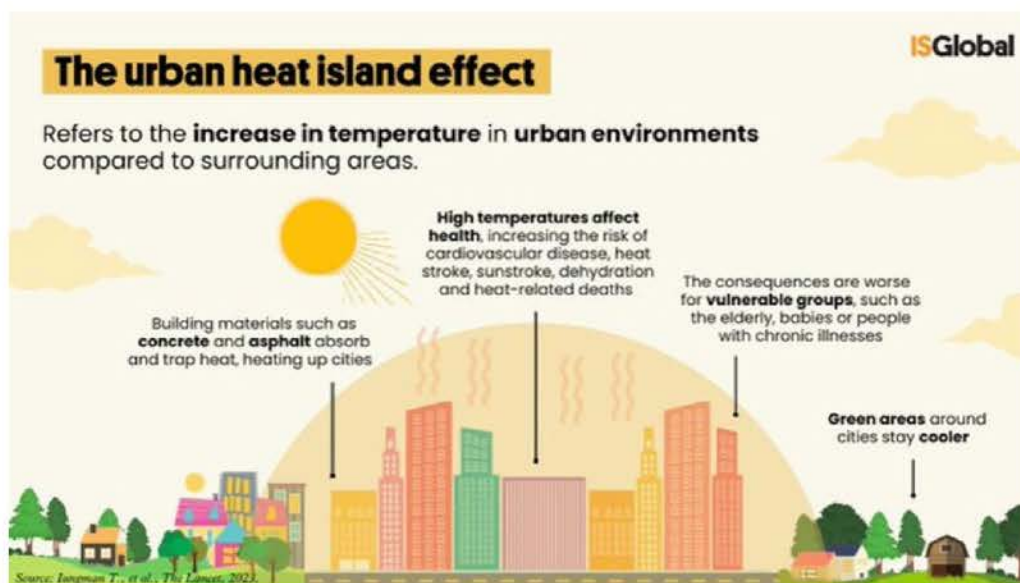 The urban heat island effect
ISGlobal
Refers to the increase in temperature in urban environments
compared to surrounding areas.
High temperatures affect
health, increasing the risk of
cardiovascular disease, heat
stroke, sunstroke, dehydration
and heat-related deaths
The consequences are worse
for vulnerable groups, such as
the elderly, babies or people
with chronic illnesses
Building materials such as
concrete and asphalt absorb
and trap heat, heating up cities
Green areas around
cities stay cooler
Source: Iungman T., et al., The Lancet, 2023.